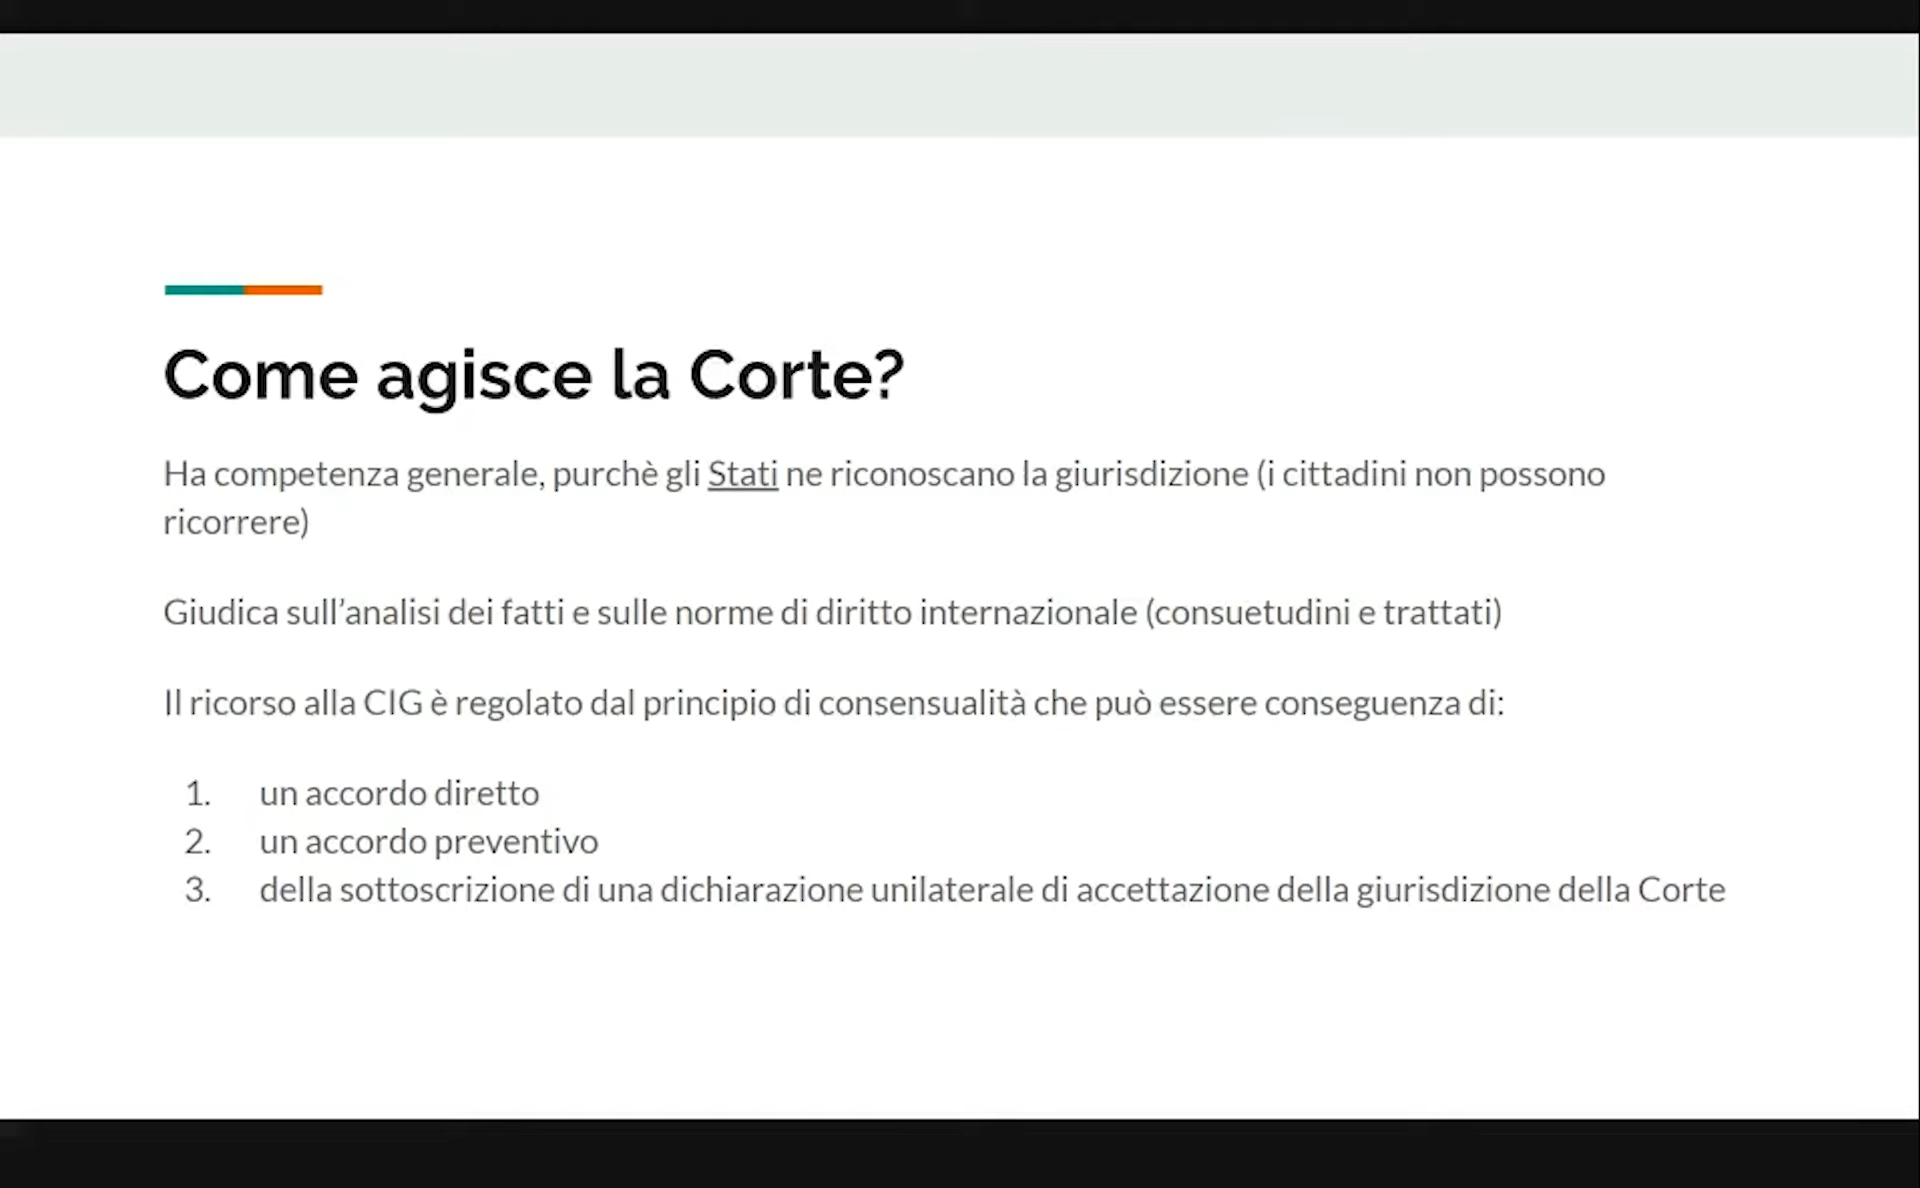 Come agisce la Corte?
Ha competenza generale, purchè gli Stati ne riconoscano la giurisdizione (i cittadini non possono
ricorrere)
Giudica sull’analisi dei fatti e sulle norme di diritto internazionale (consuetudini e trattati)
Il ricorso alla CIG è regolato dal principio di consensualità che può essere conseguenza di:
1. un accordo diretto
2. un accordo preventivo
3. della sottoscrizione di una dichiarazione unilaterale di accettazione della giurisdizione della Corte